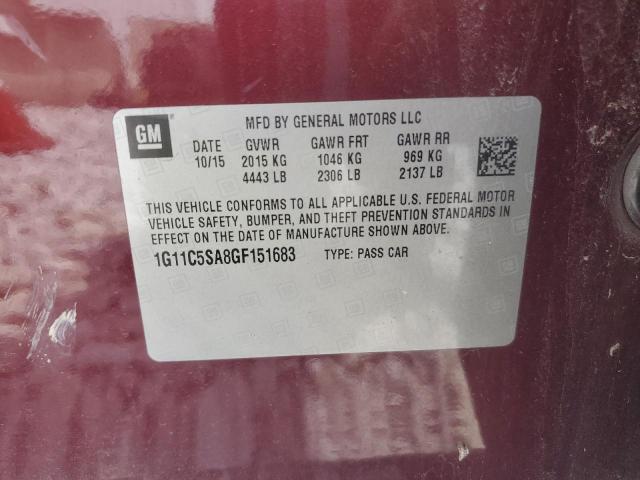 GM
MFD BY GENERAL MOTORS LLC
DATE GVWR GAWR FRT GAWR RR
10/15 2015 KG 1046 KG 969 KG
4443 LB 2306 LB 2137 LB
THIS VEHICLE CONFORMS TO ALL APPLICABLE U.S. FEDERAL MOTOR
VEHICLE SAFETY, BUMPER, AND THEFT PREVENTION STANDARDS IN
EFFECT ON THE DATE OF MANUFACTURE SHOWN ABOVE.
1G11C5SA8GF151683 TYPE: PASS CAR